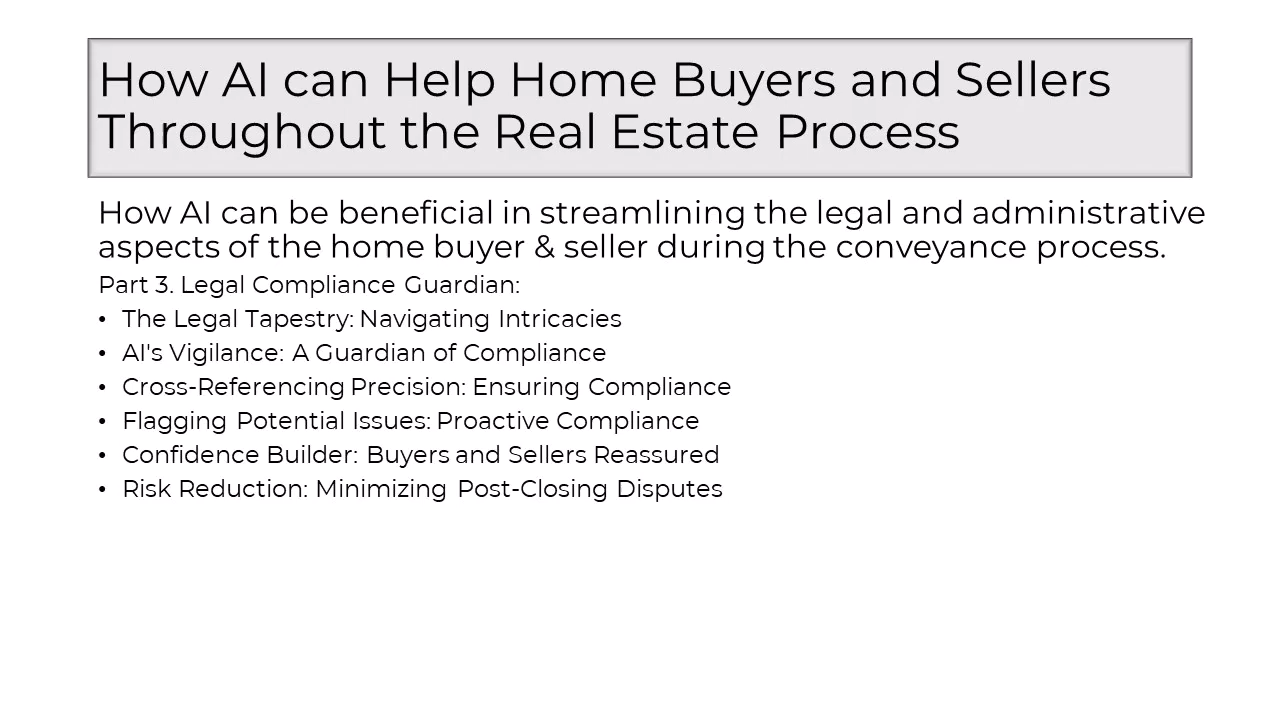 How AI can Help Home Buyers and Sellers
Throughout the Real Estate Process
How AI can be beneficial in streamlining the legal and administrative
aspects of the home buyer & seller during the conveyance process.
Part 3. Legal Compliance Guardian:
• The Legal Tapestry: Navigating Intricacies
• AI's Vigilance: A Guardian of Compliance
• Cross-Referencing Precision: Ensuring Compliance
• Flagging Potential Issues: Proactive Compliance
• Confidence Builder: Buyers and Sellers Reassured
• Risk Reduction: Minimizing Post-Closing Disputes